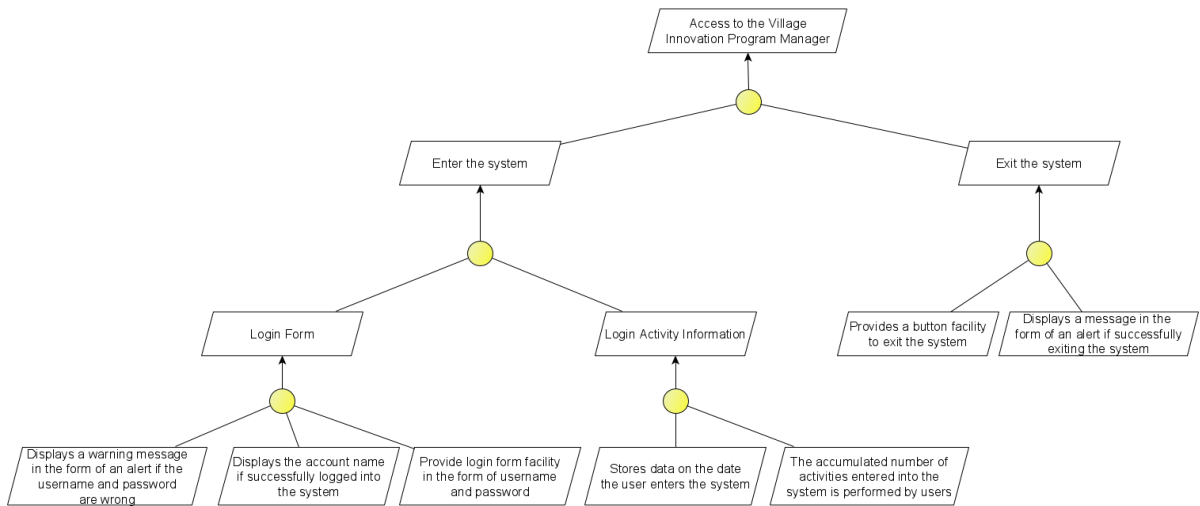 Access to the Village
Innovation Program Manager
Enter the system
Exit the system
Login Form
Login Activity Information
Provides a button facility
to exit the system
Displays a message in the
form of an alert if successfully
exiting the system
Displays a warning message
in the form of an alert if the
username and password
are wrong
Displays the account name
if successfully logged into
the system
Provide login form facility
in the form of username
and password
Stores data on the date
the user enters the system
The accumulated number of
activities entered into the
system is performed by users